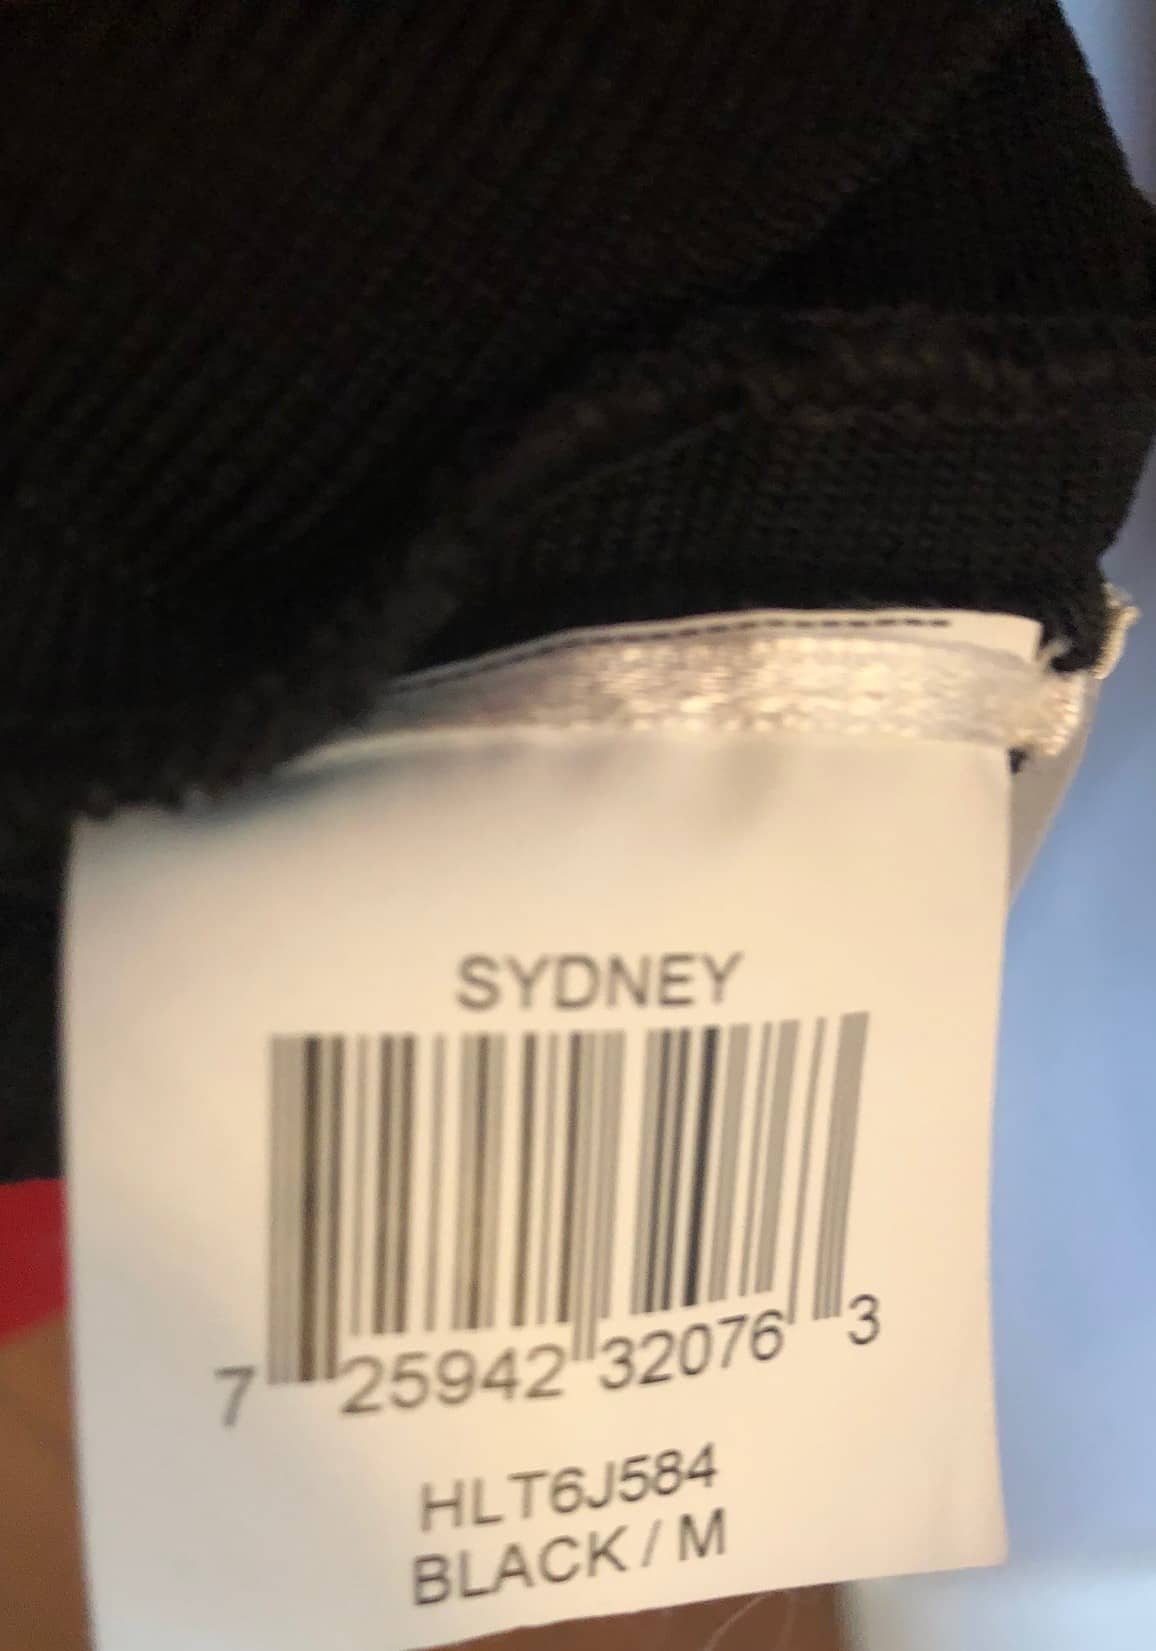 SYDNEY
7 25942 32076 3
HLT6J584
BLACK / M